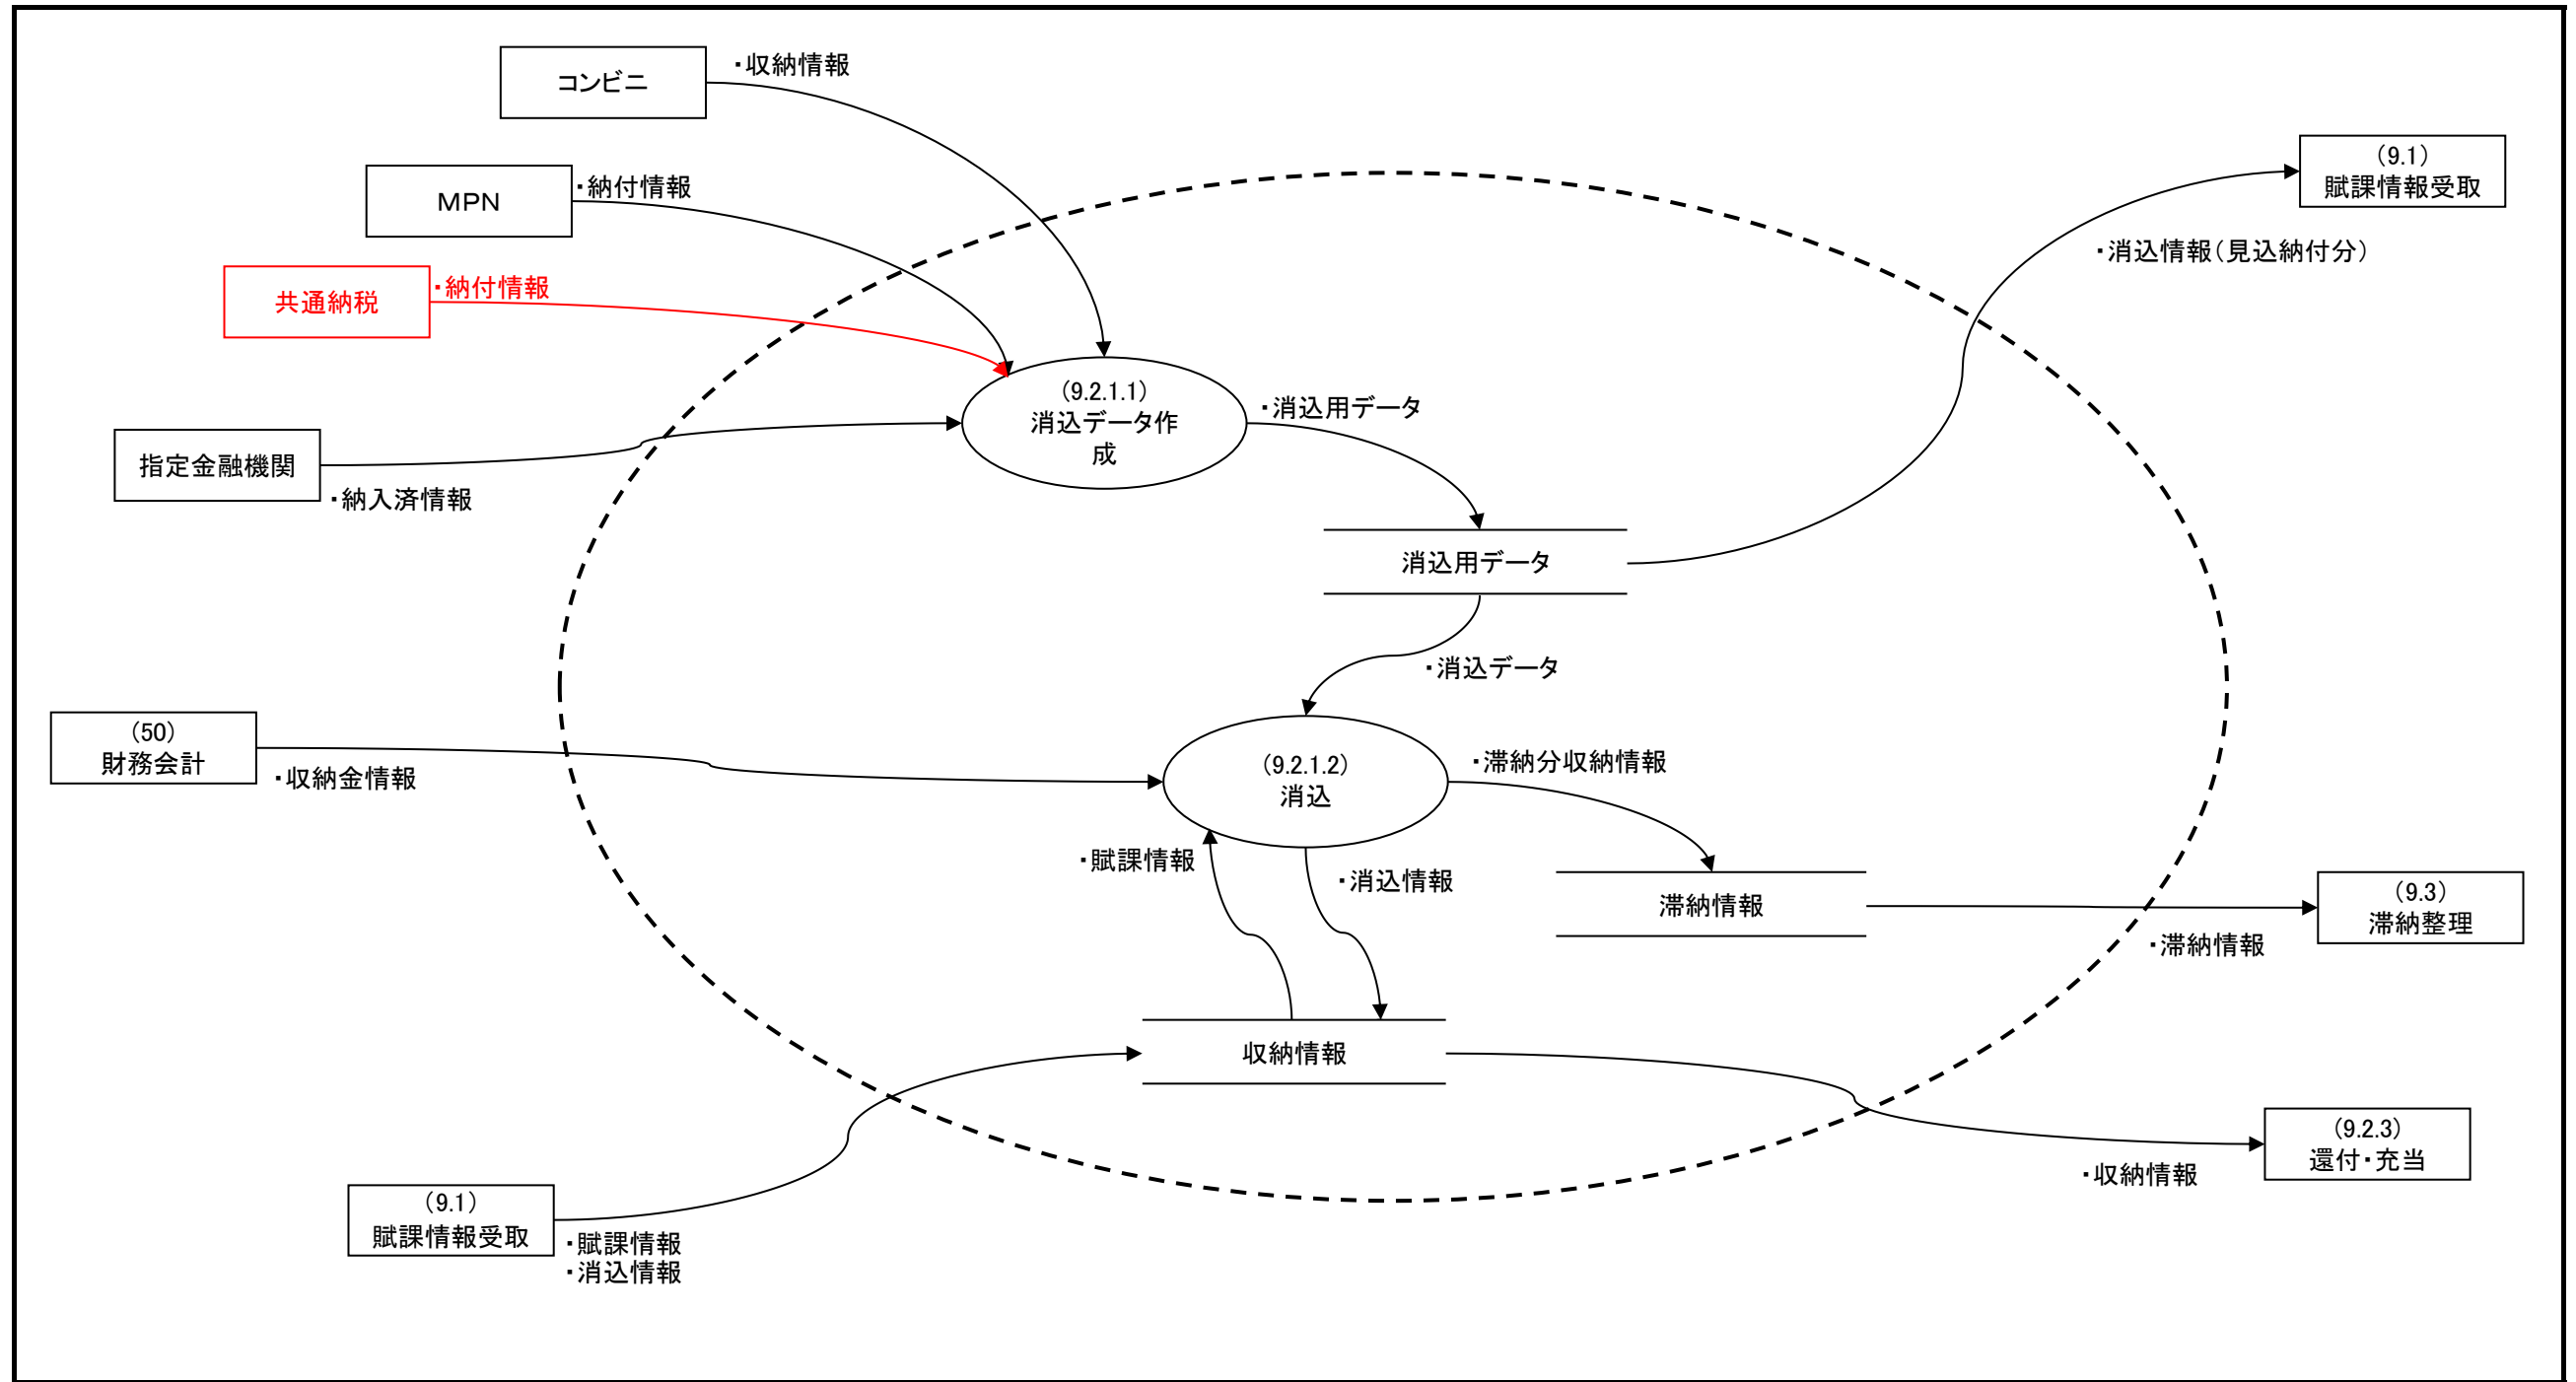 コンビニ
・収納情報
MPN
・納付情報
共通納税
・納付情報
指定金融機関
・納入済情報
(9.2.1.1)
消込データ作
成
・消込用データ
(9.1)
賦課情報受取
・消込情報(見込納付分)
消込用データ
・消込データ
(50)
財務会計
・収納金情報
(9.2.1.2)
消込
・滞納分収納情報
・賦課情報
・消込情報
滞納情報
(9.3)
滞納整理
・滞納情報
収納情報
(9.2.3)
還付・充当
・収納情報
(9.1)
賦課情報受取
・賦課情報
・消込情報